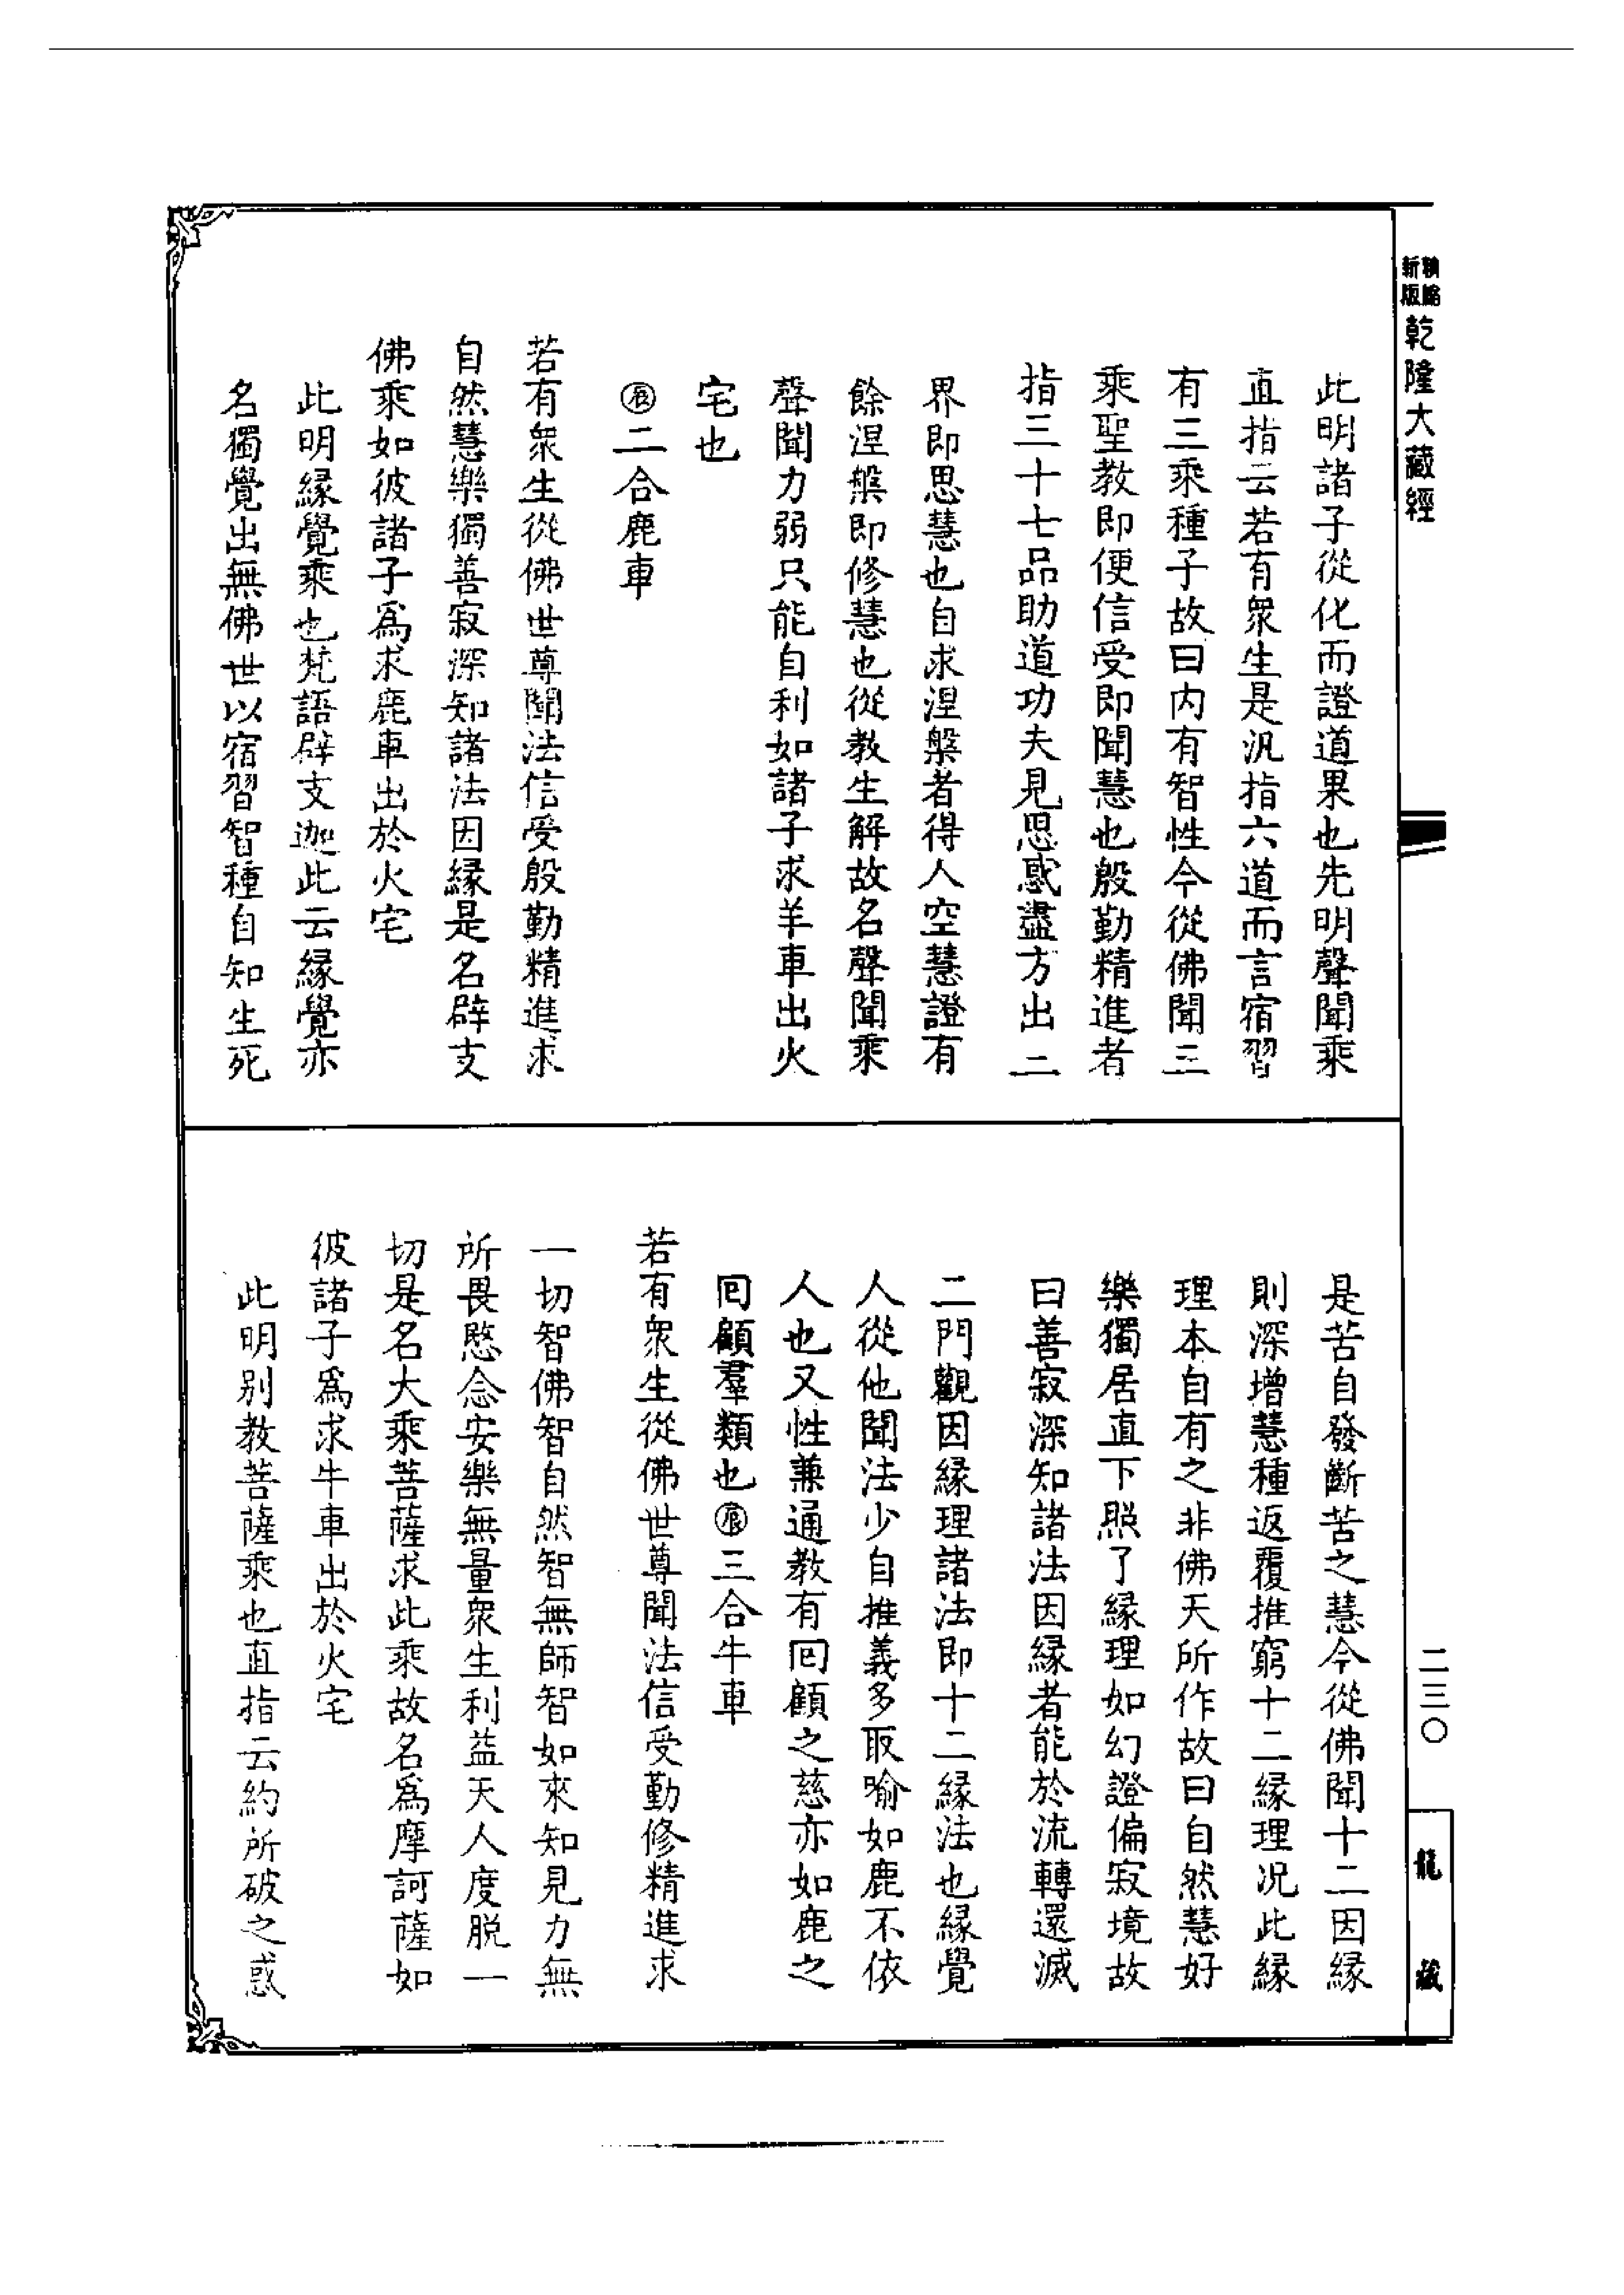 精縮
新版
乾隆大藏經
此明諸子從化而證道果也先明聲聞乘
直指云若有衆生是汎指六道而言宿習
有三乘種子故曰内有智性今從佛聞三
乘聖教即便信受即聞慧也殷勤精進者
指三十七品助道功夫見思惑盡方出三
界即思慧也自求涅槃者得人空慧證有
餘涅槃即修慧也從教生解故名聲聞乘
聲聞力弱只能自利如諸子求羊車出火
宅也
㊀二合鹿車
若有衆生從佛世尊聞法信受殷勤精進求
自然慧樂獨善寂深知諸法因緣是名辟支
佛乘如彼諸子爲求鹿車出於火宅
此明緣覺乘也梵語辟支迦此云緣覺亦
名獨覺出無佛世以宿習智種自知生死
是苦自發斷苦之慧今從佛聞十二因緣
則深增慧種返覆推窮十二緣理况此緣
理本自有之非佛天所作故曰自然慧好
樂獨居直下照了緣理如幻證偏寂境故
曰善寂深知諸法因緣者能於流轉還滅
二門觀因緣理諸法即十二緣法也緣覺
人從他聞法少自推義多取喻如鹿不依
人也又性兼通教有囘顧之慈亦如鹿之
囘顧羣類也三合牛車
若有衆生從佛世尊聞法信受勤修精進求
一切智佛智自然智無師智如來知見力無
所畏愍念安樂無量衆生利益天人度脱一
切是名大乘菩薩求此乘故名爲摩訶薩如
彼諸子爲求牛車出於火宅
此明别教菩薩乘也直指云約所破之惑
二三〇
龍藏